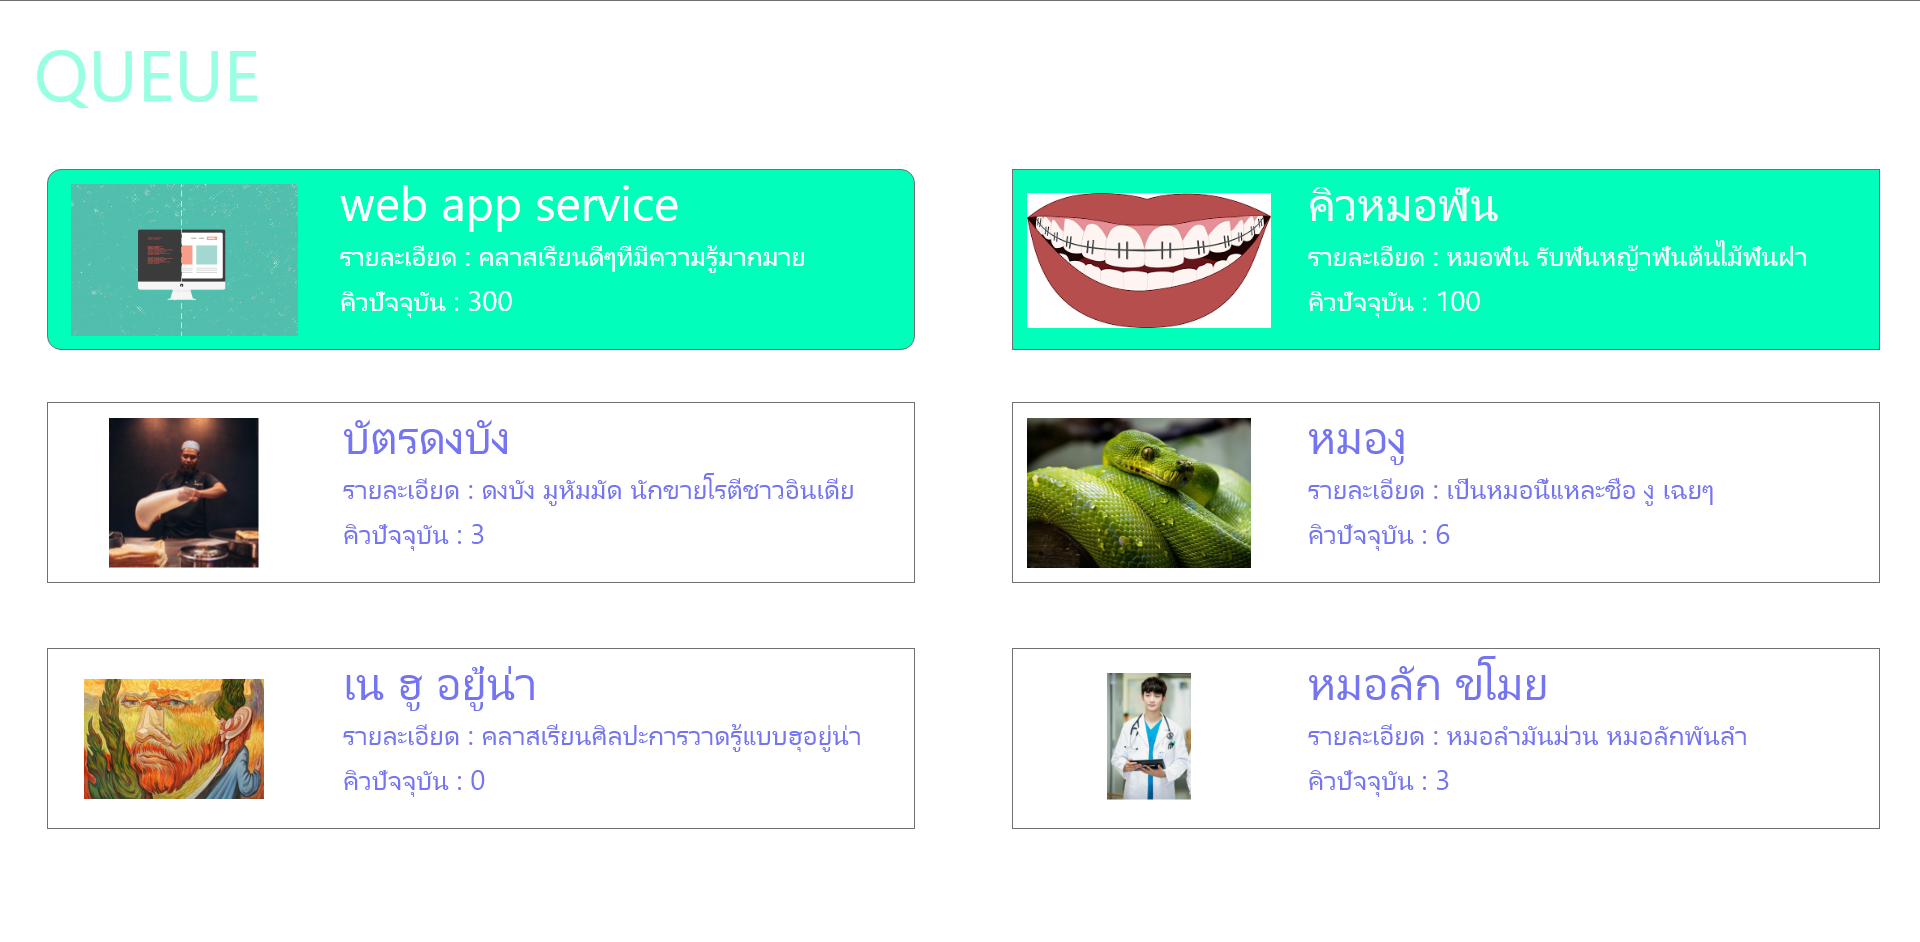 QUEUE
web app service
รายละเอียด : คลาสเรียนดีๆที่มีความรู้มากมาย
คิวปัจจุบัน : 300
คิวหมอฟัน
รายละเอียด : หมอฟัน รับฟันหญ้าฟันต้นไม้ฟันฝา
คิวปัจจุบัน : 100
บัตรดงบัง
รายละเอียด : ดงบัง มูหัมมัด นักขายโรตีชาวอินเดีย
คิวปัจจุบัน : 3
หมองู
รายละเอียด : เป็นหมอนี่แหละชื่อ งู เฉยๆ
คิวปัจจุบัน : 6
เน ฮู อยู้น่า
รายละเอียด : คลาสเรียนศิลปะการวาดรู้แบบฮุอยู่น่า
คิวปัจจุบัน : 0
หมอลัก ขโมย
รายละเอียด : หมอลำมันม่วน หมอลักพันลำ
คิวปัจจุบัน : 3